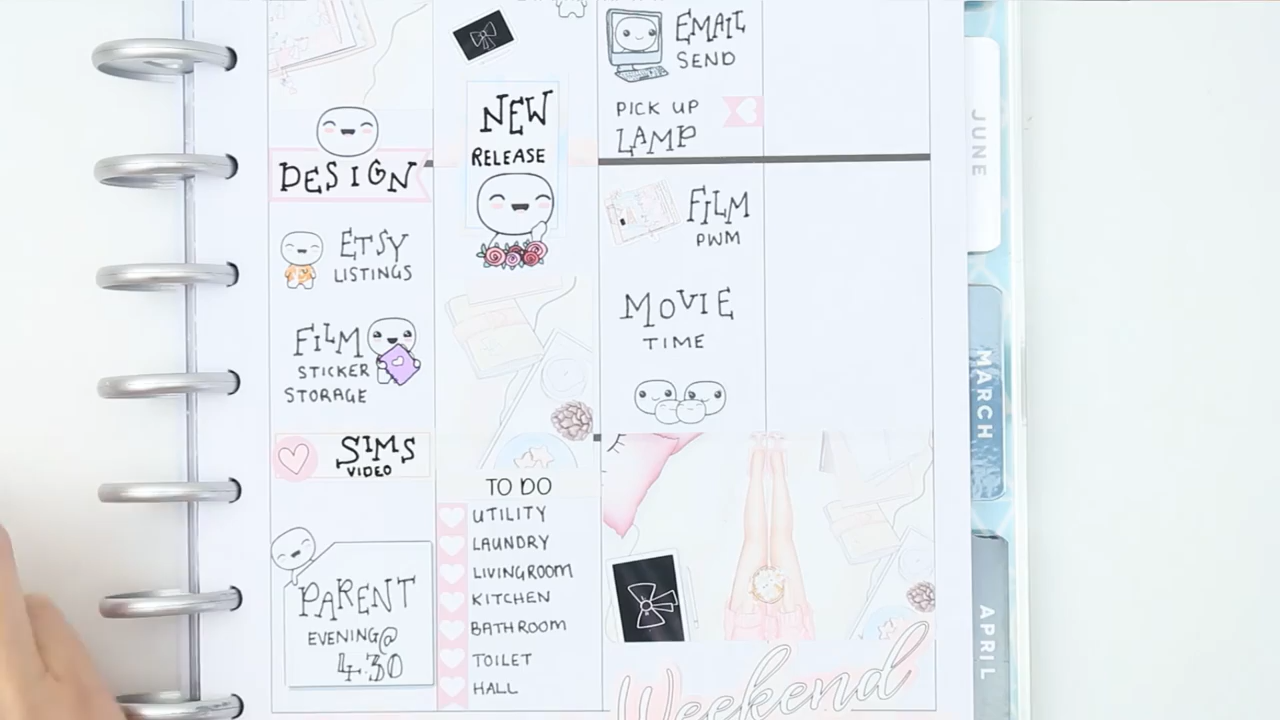 DESIGN
ETSY
LISTINGS
FILM
STICKER
STORAGE
SIMS
VIDEO
PARENT
EVENING@
4.30
NEW
RELEASE
TO DO
UTILITY
LAUNDRY
LIVINGROOM
KITCHEN
BATHROOM
TOILET
HALL
EMAIL
SEND
PICK UP
LAMP
FILM
PWM
MOVIE
TIME
Weekend
JUNE
MARCH
APRIL